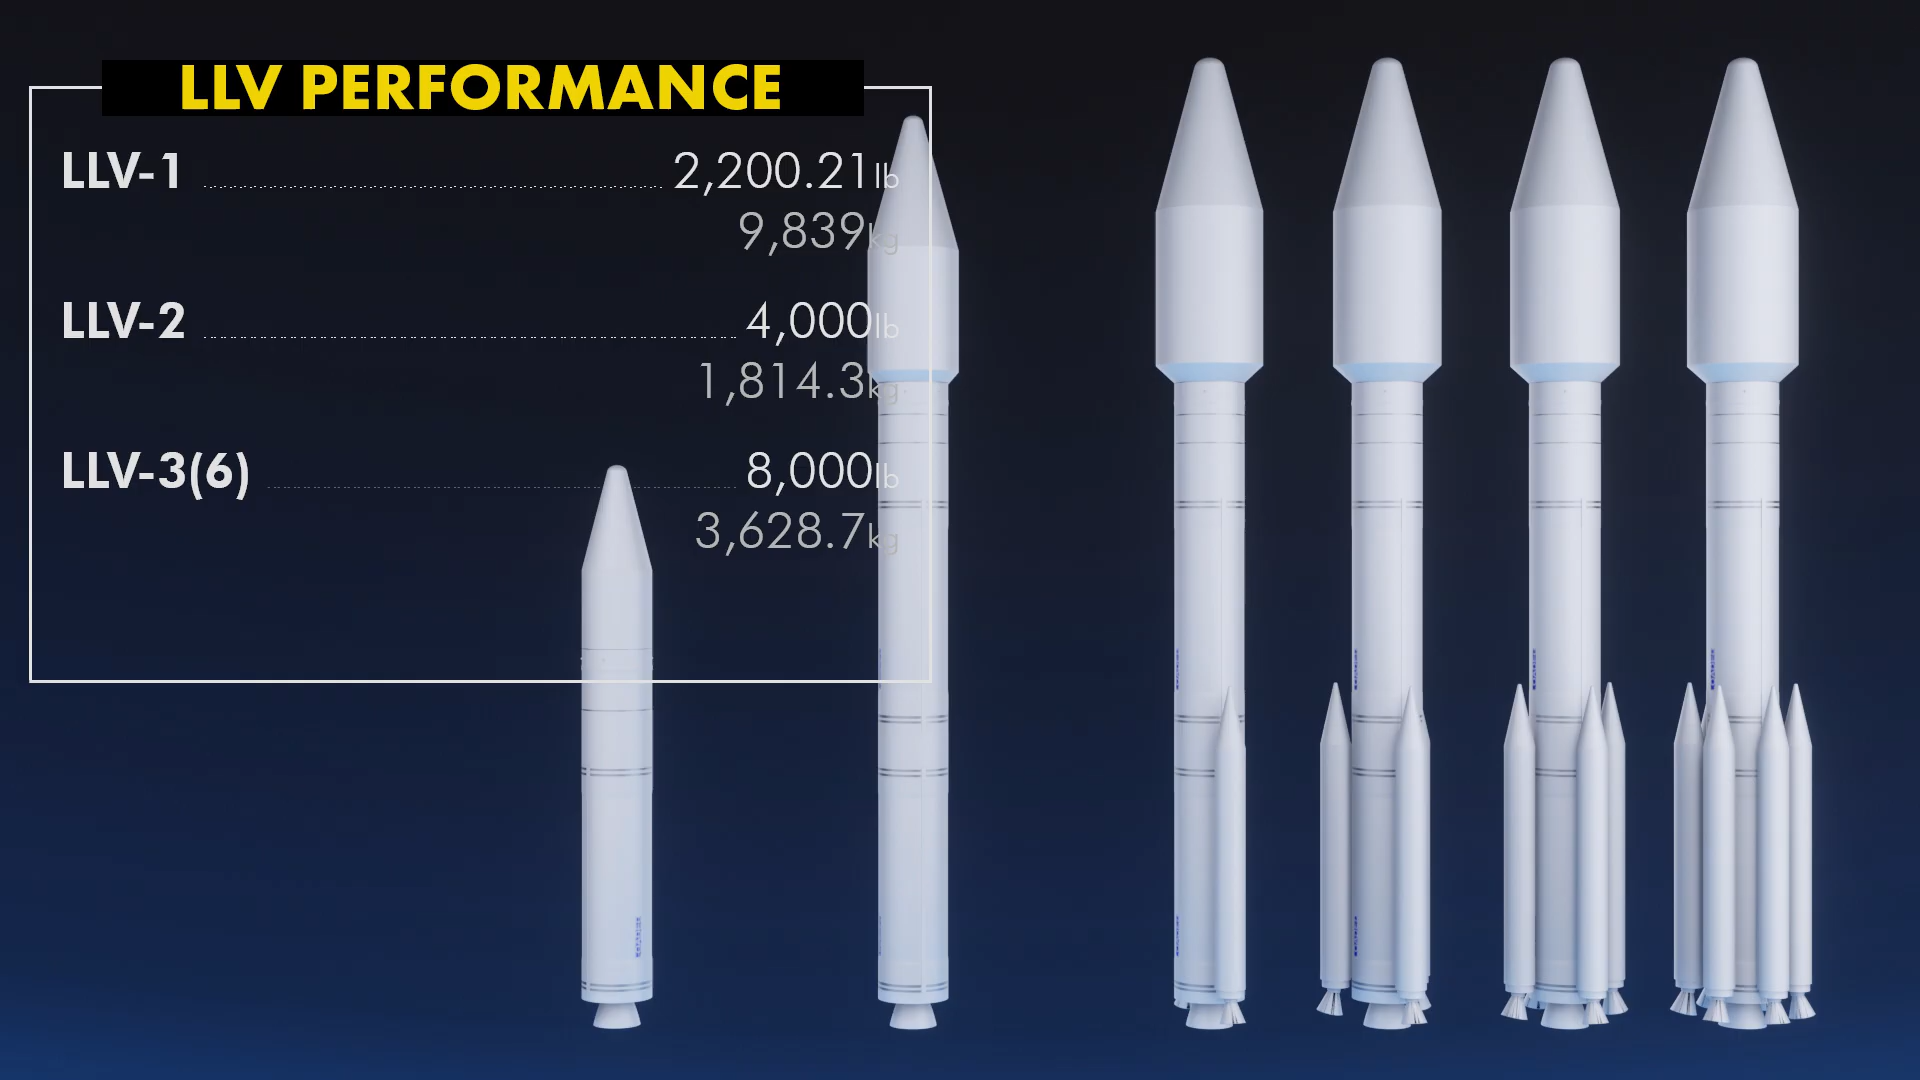 LLV PERFORMANCE
LLV-1 2,200.21lb
9,839kg
LLV-2 4,000lb
1,814.3kg
LLV-3(6) 8,000lb
3,628.7kg